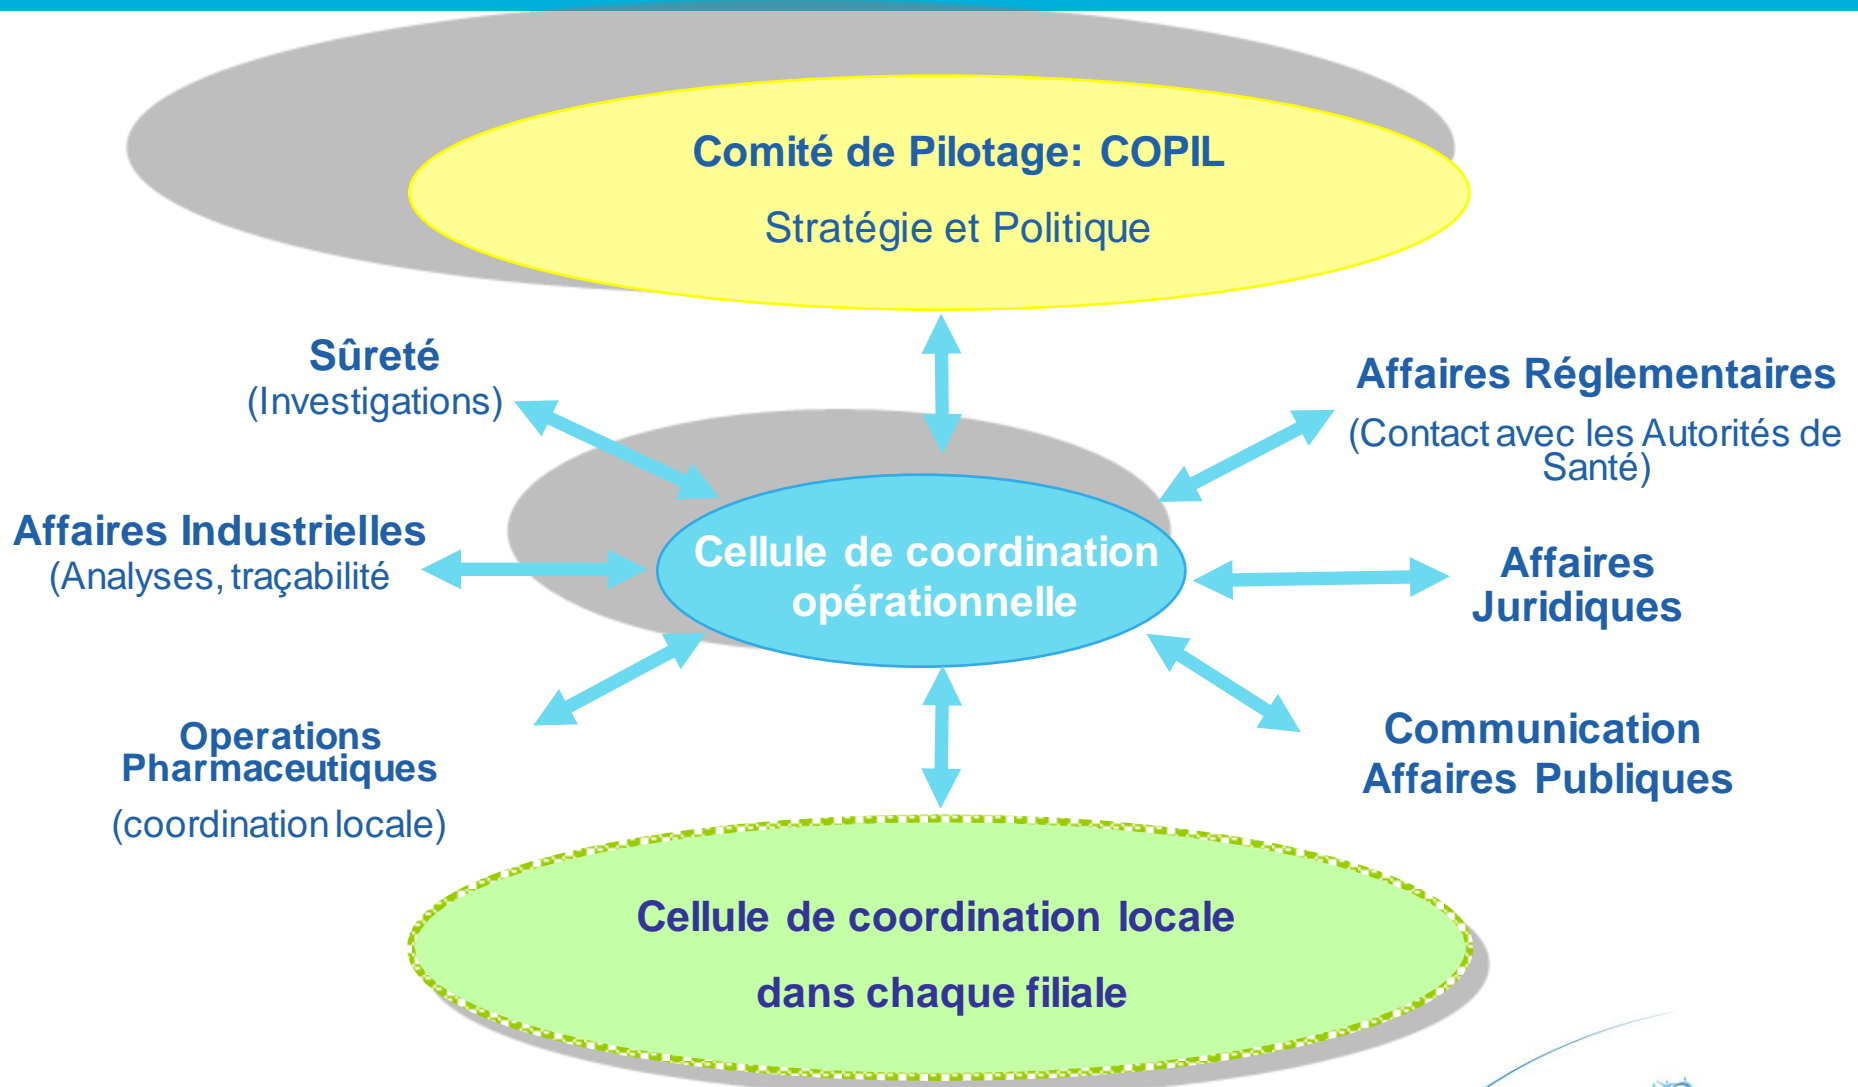 Comité de Pilotage: COPIL
Stratégie et Politique
Sûreté
(Investigations)
Affaires Réglementaires
(Contact avec les Autorités de
Santé)
Affaires Industrielles
(Analyses, traçabilité
Cellule de coordination
opérationnelle
Affaires
Juridiques
Operations
Pharmaceutiques
(coordination locale)
Communication
Affaires Publiques
Cellule de coordination locale
dans chaque filiale